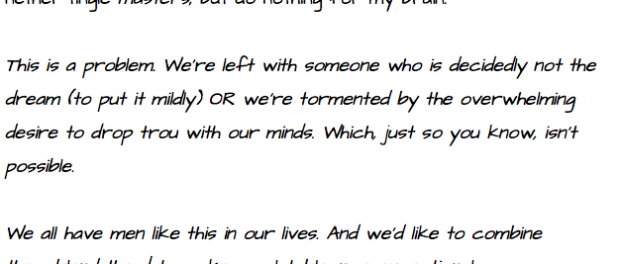 This is a problem. We're left with someone who is decidedly not the
dream (to put it mildly) OR we're tormented by the overwhelming
desire to drop trou with our minds. Which, just so you know, isn't
possible.
We all have men like this in our lives. And we'd like to combine